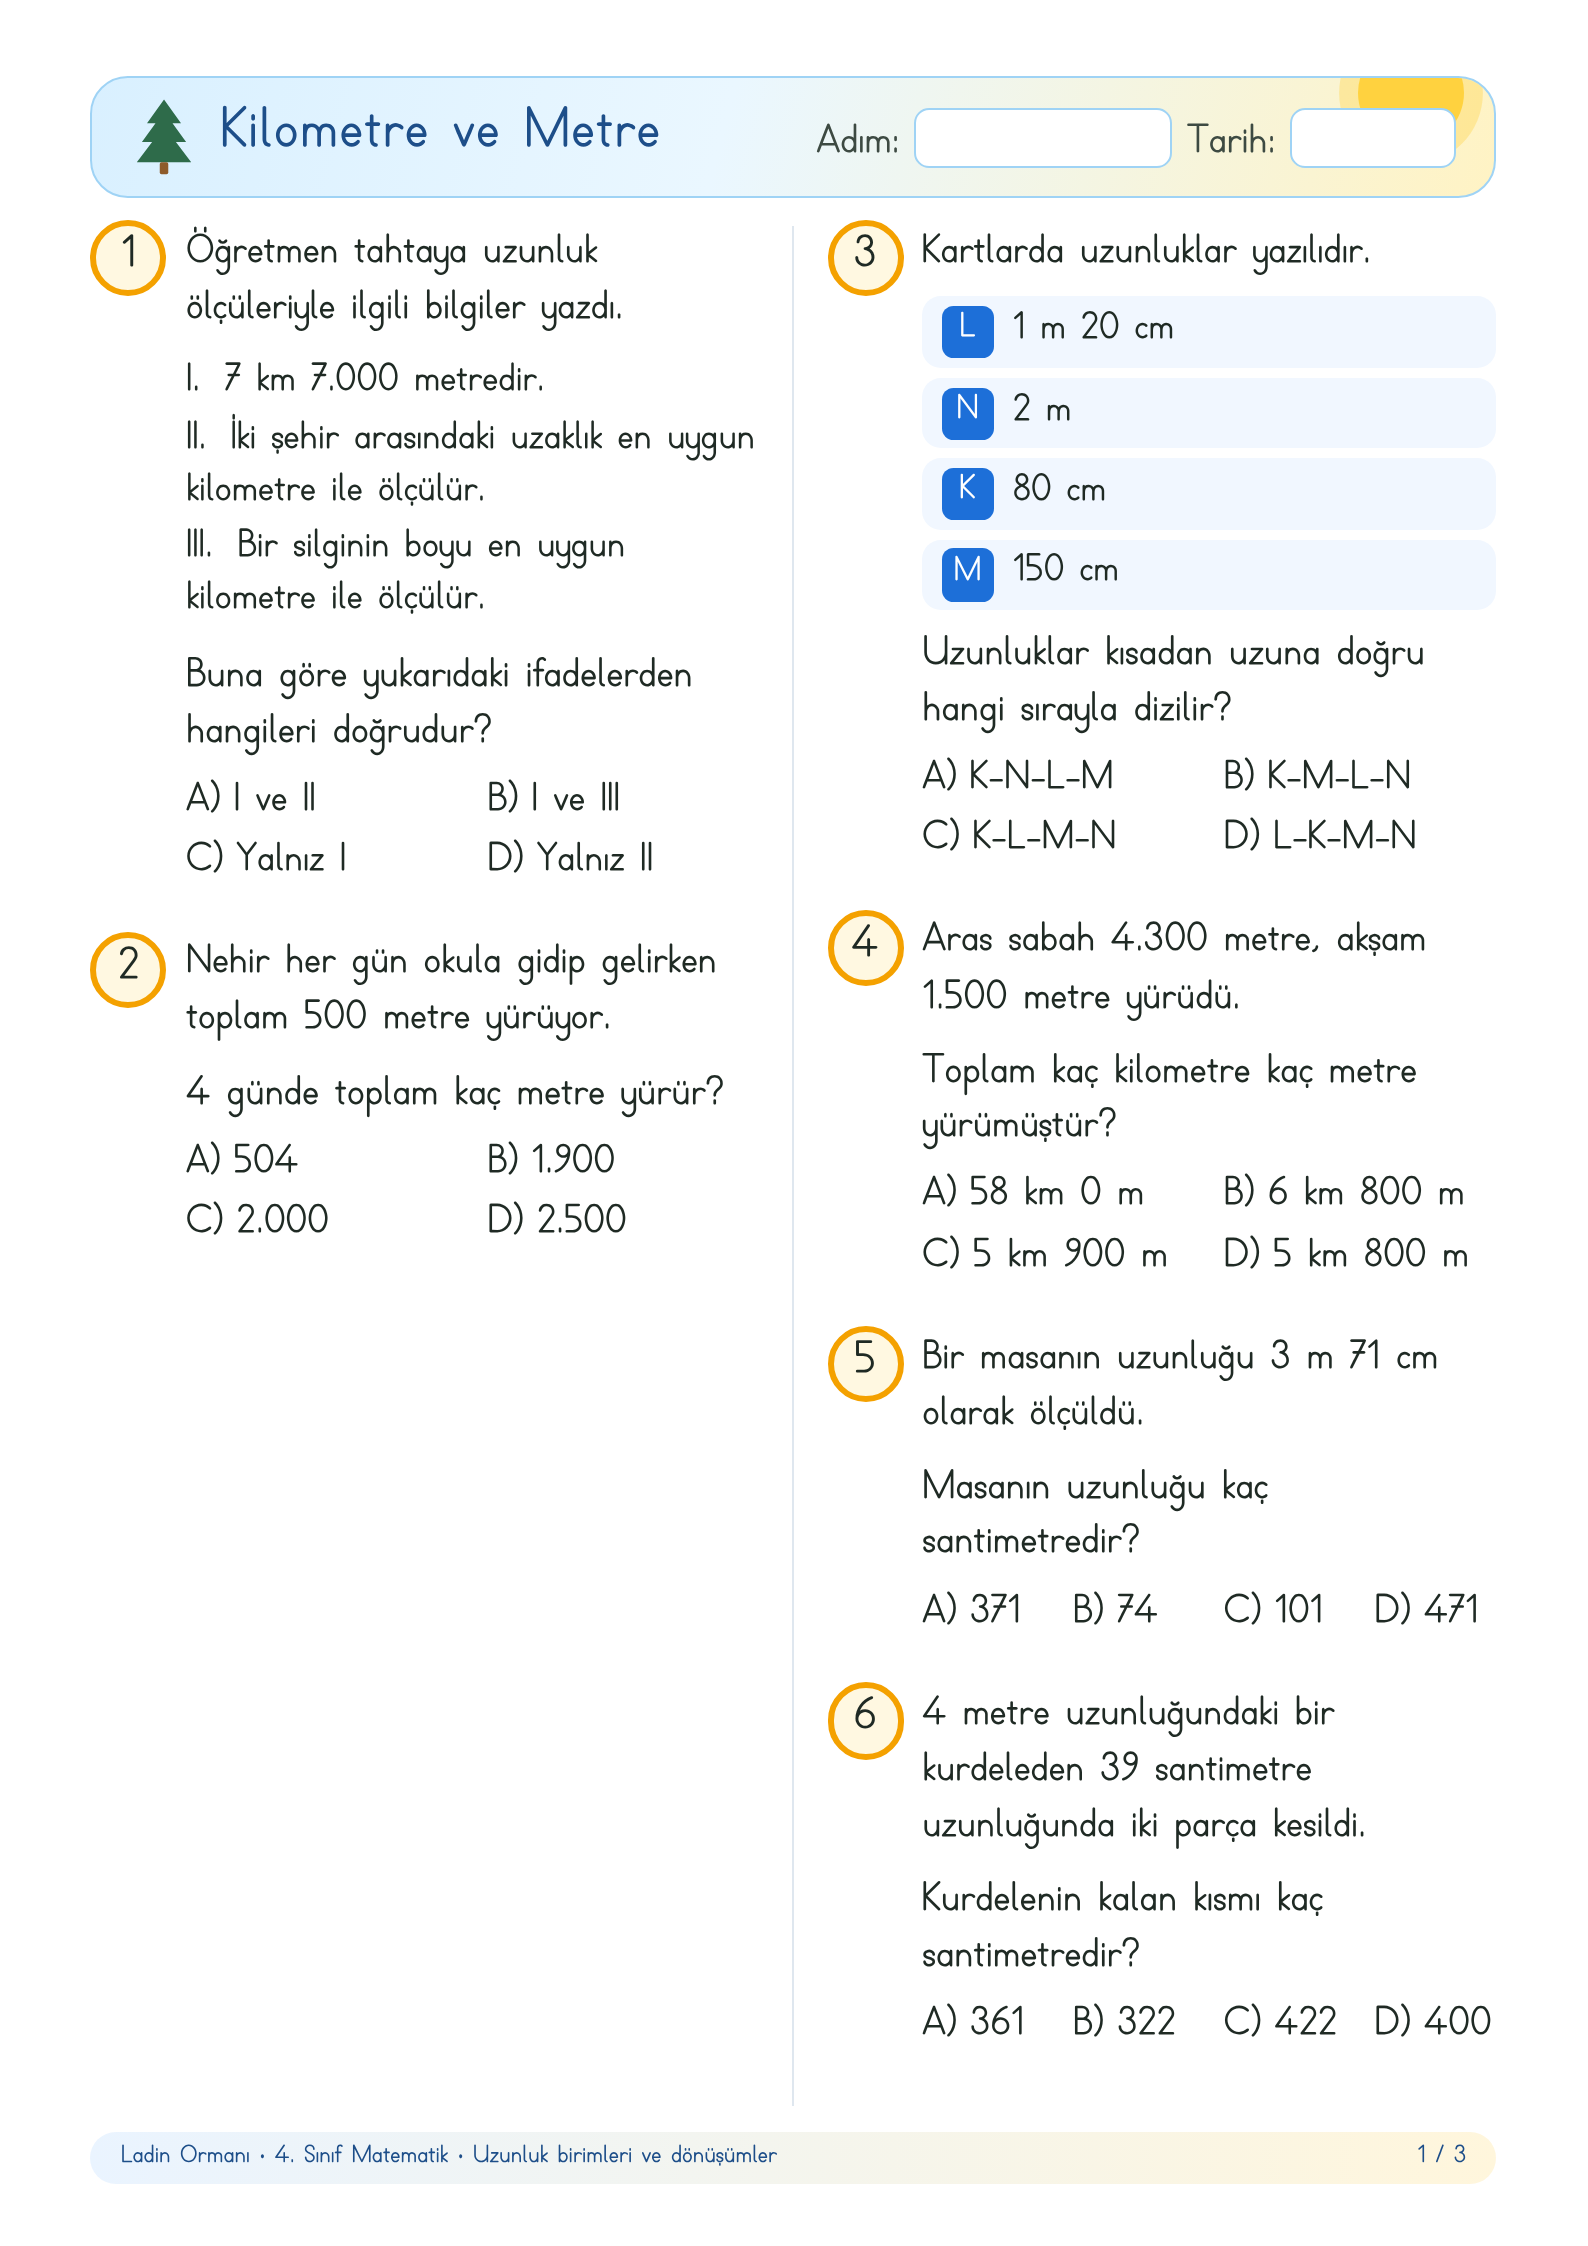 Kilometre ve Metre
Adım:
Tarih:
1
Öğretmen tahtaya uzunluk
ölçüleriyle ilgili bilgiler yazdı.
I. 7 km 7.000 metredir.
II. İki şehir arasındaki uzaklık en uygun
kilometre ile ölçülür.
III. Bir silginin boyu en uygun
kilometre ile ölçülür.
Buna göre yukarıdaki ifadelerden
hangileri doğrudur?
A) I ve II B) I ve III
C) Yalnız I D) Yalnız II
2
Nehir her gün okula gidip gelirken
toplam 500 metre yürüyor.
4 günde toplam kaç metre yürür?
A) 504 B) 1.900
C) 2.000 D) 2.500
3
Kartlarda uzunluklar yazılıdır.
L 1 m 20 cm
N 2 m
K 80 cm
M 150 cm
Uzunluklar kısadan uzuna doğru
hangi sırayla dizilir?
A) K-N-L-M B) K-M-L-N
C) K-L-M-N D) L-K-M-N
4
Aras sabah 4.300 metre, akşam
1.500 metre yürüdü.
Toplam kaç kilometre kaç metre
yürümüştür?
A) 58 km 0 m B) 6 km 800 m
C) 5 km 900 m D) 5 km 800 m
5
Bir masanın uzunluğu 3 m 71 cm
olarak ölçüldü.
Masanın uzunluğu kaç
santimetredir?
A) 371 B) 74 C) 101 D) 471
6
4 metre uzunluğundaki bir
kurdeleden 39 santimetre
uzunluğunda iki parça kesildi.
Kurdelenin kalan kısmı kaç
santimetredir?
A) 361 B) 322 C) 422 D) 400
Ladin Ormanı • 4. Sınıf Matematik • Uzunluk birimleri ve dönüşümler
1 / 3